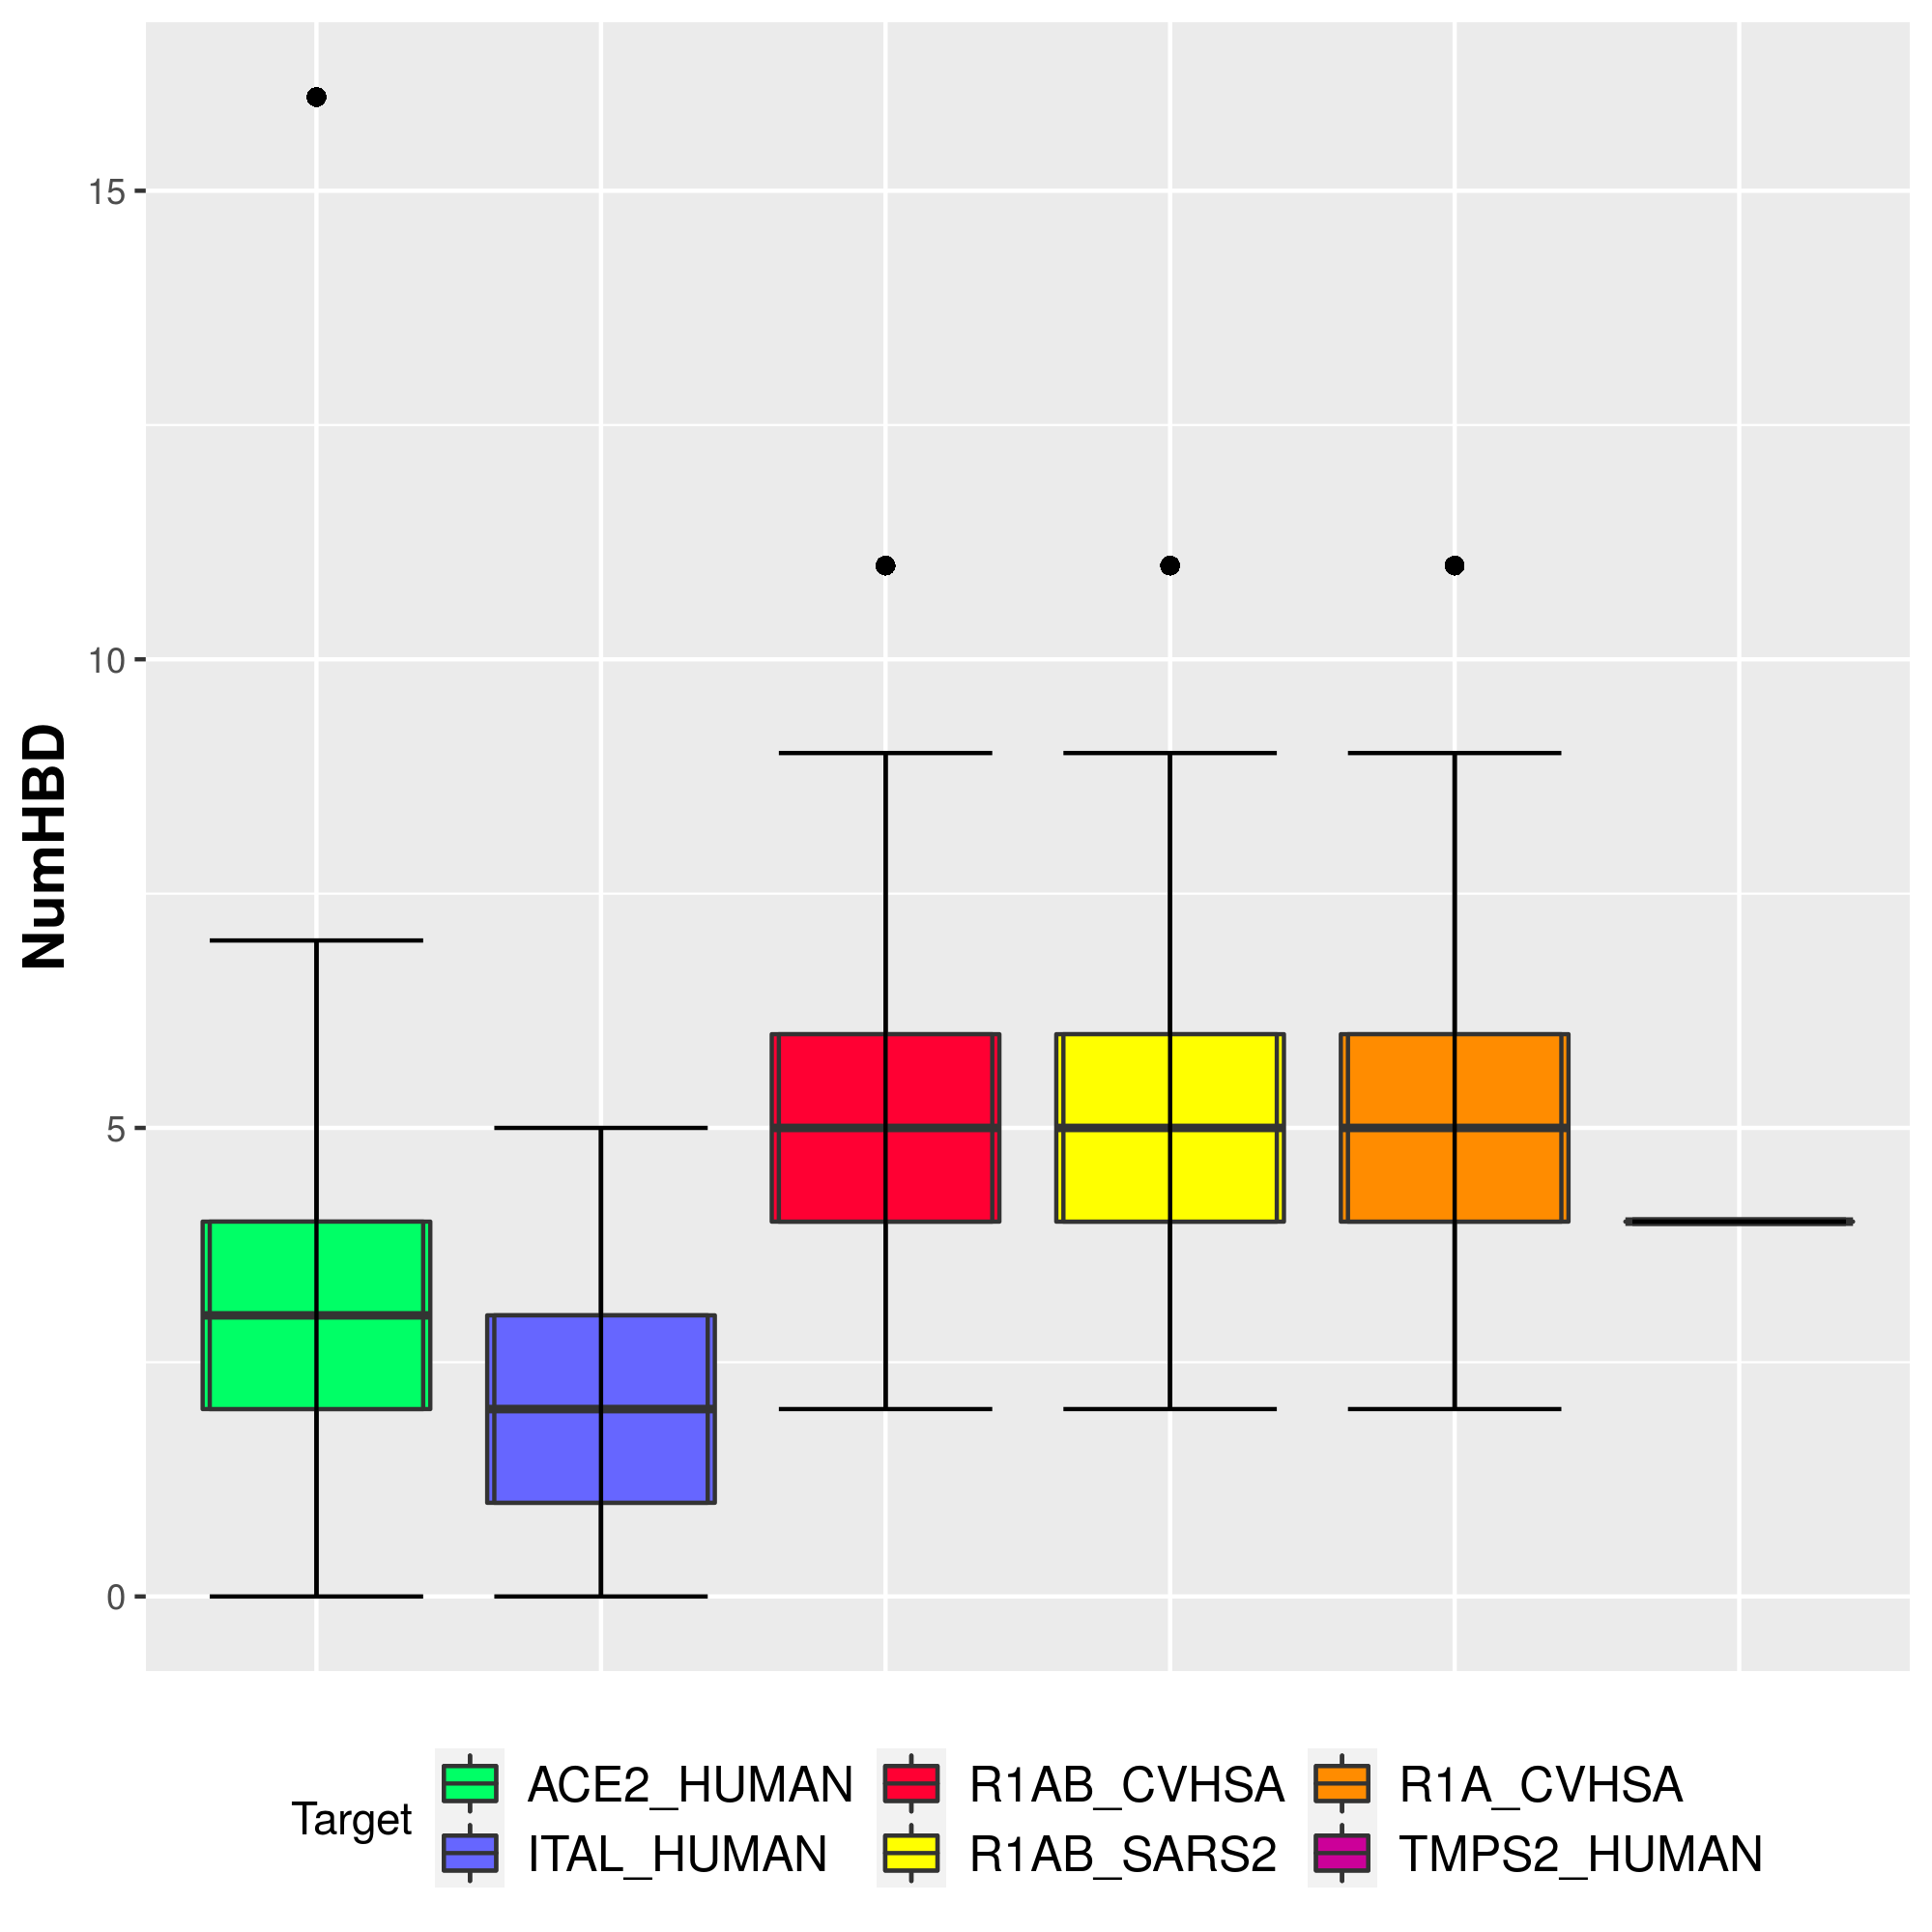 15
10
5
0
NumHBD
Target
ACE2_HUMAN
R1AB_CVHSA
R1A_CVHSA
ITAL_HUMAN
R1AB_SARS2
TMPS2_HUMAN